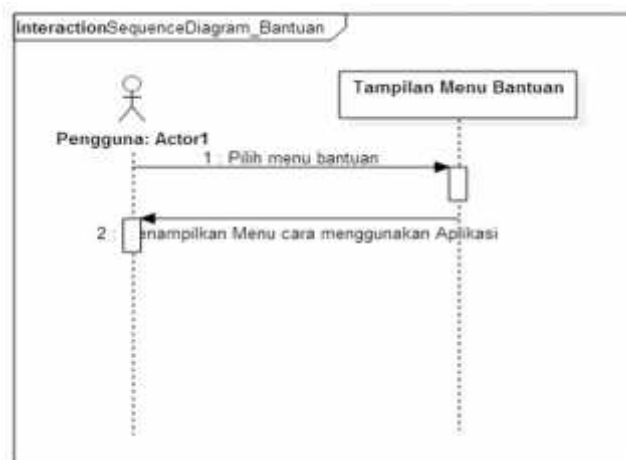 interactionSequenceDiagram_Bantuan
Tampilan Menu Bantuan
Pengguna: Actor1
1 : Pilih menu bantuan
2 : enampilkan Menu cara menggunakan Aplikasi